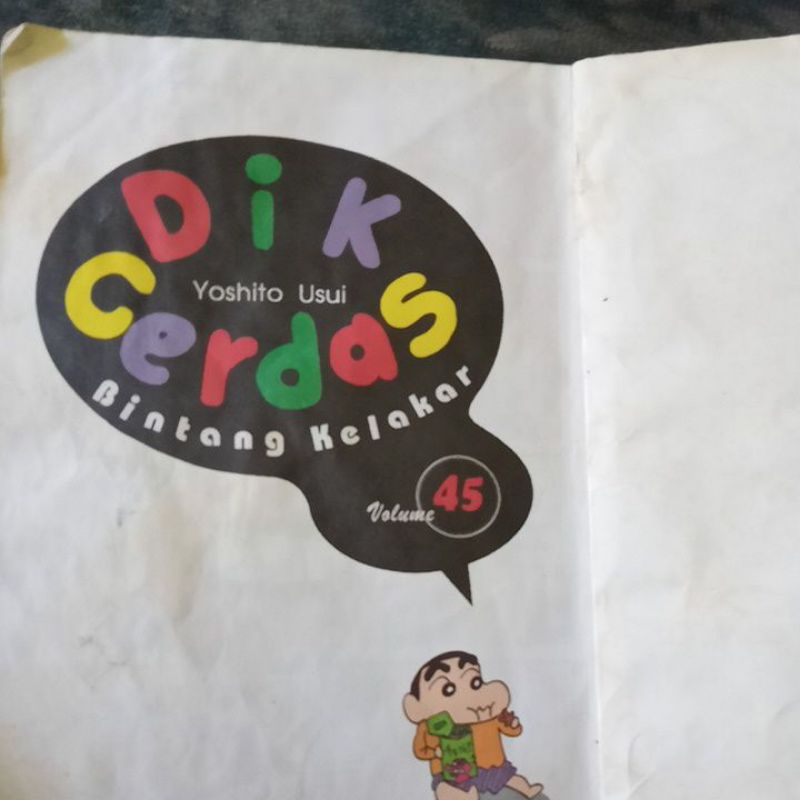 Dik
Yoshito Usui
Cerdas
Bintang Kelakar
Volume 45